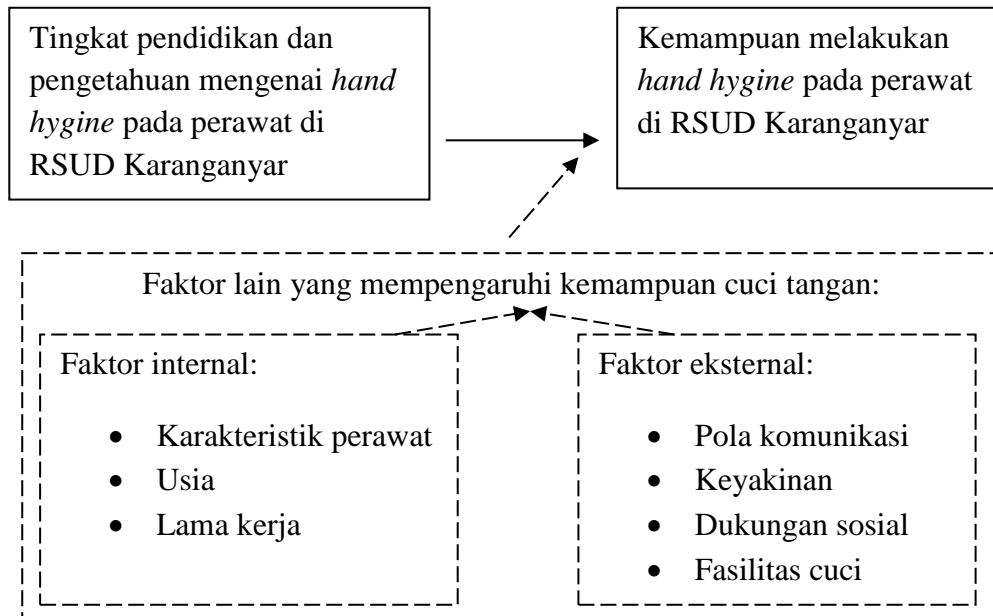 Tingkat pendidikan dan
pengetahuan mengenai hand
hygine pada perawat di
RSUD Karanganyar
Kemampuan melakukan
hand hygine pada perawat
di RSUD Karanganyar
Faktor lain yang mempengaruhi kemampuan cuci tangan:
Faktor internal:
• Karakteristik perawat
• Usia
• Lama kerja
Faktor eksternal:
• Pola komunikasi
• Keyakinan
• Dukungan sosial
• Fasilitas cuci